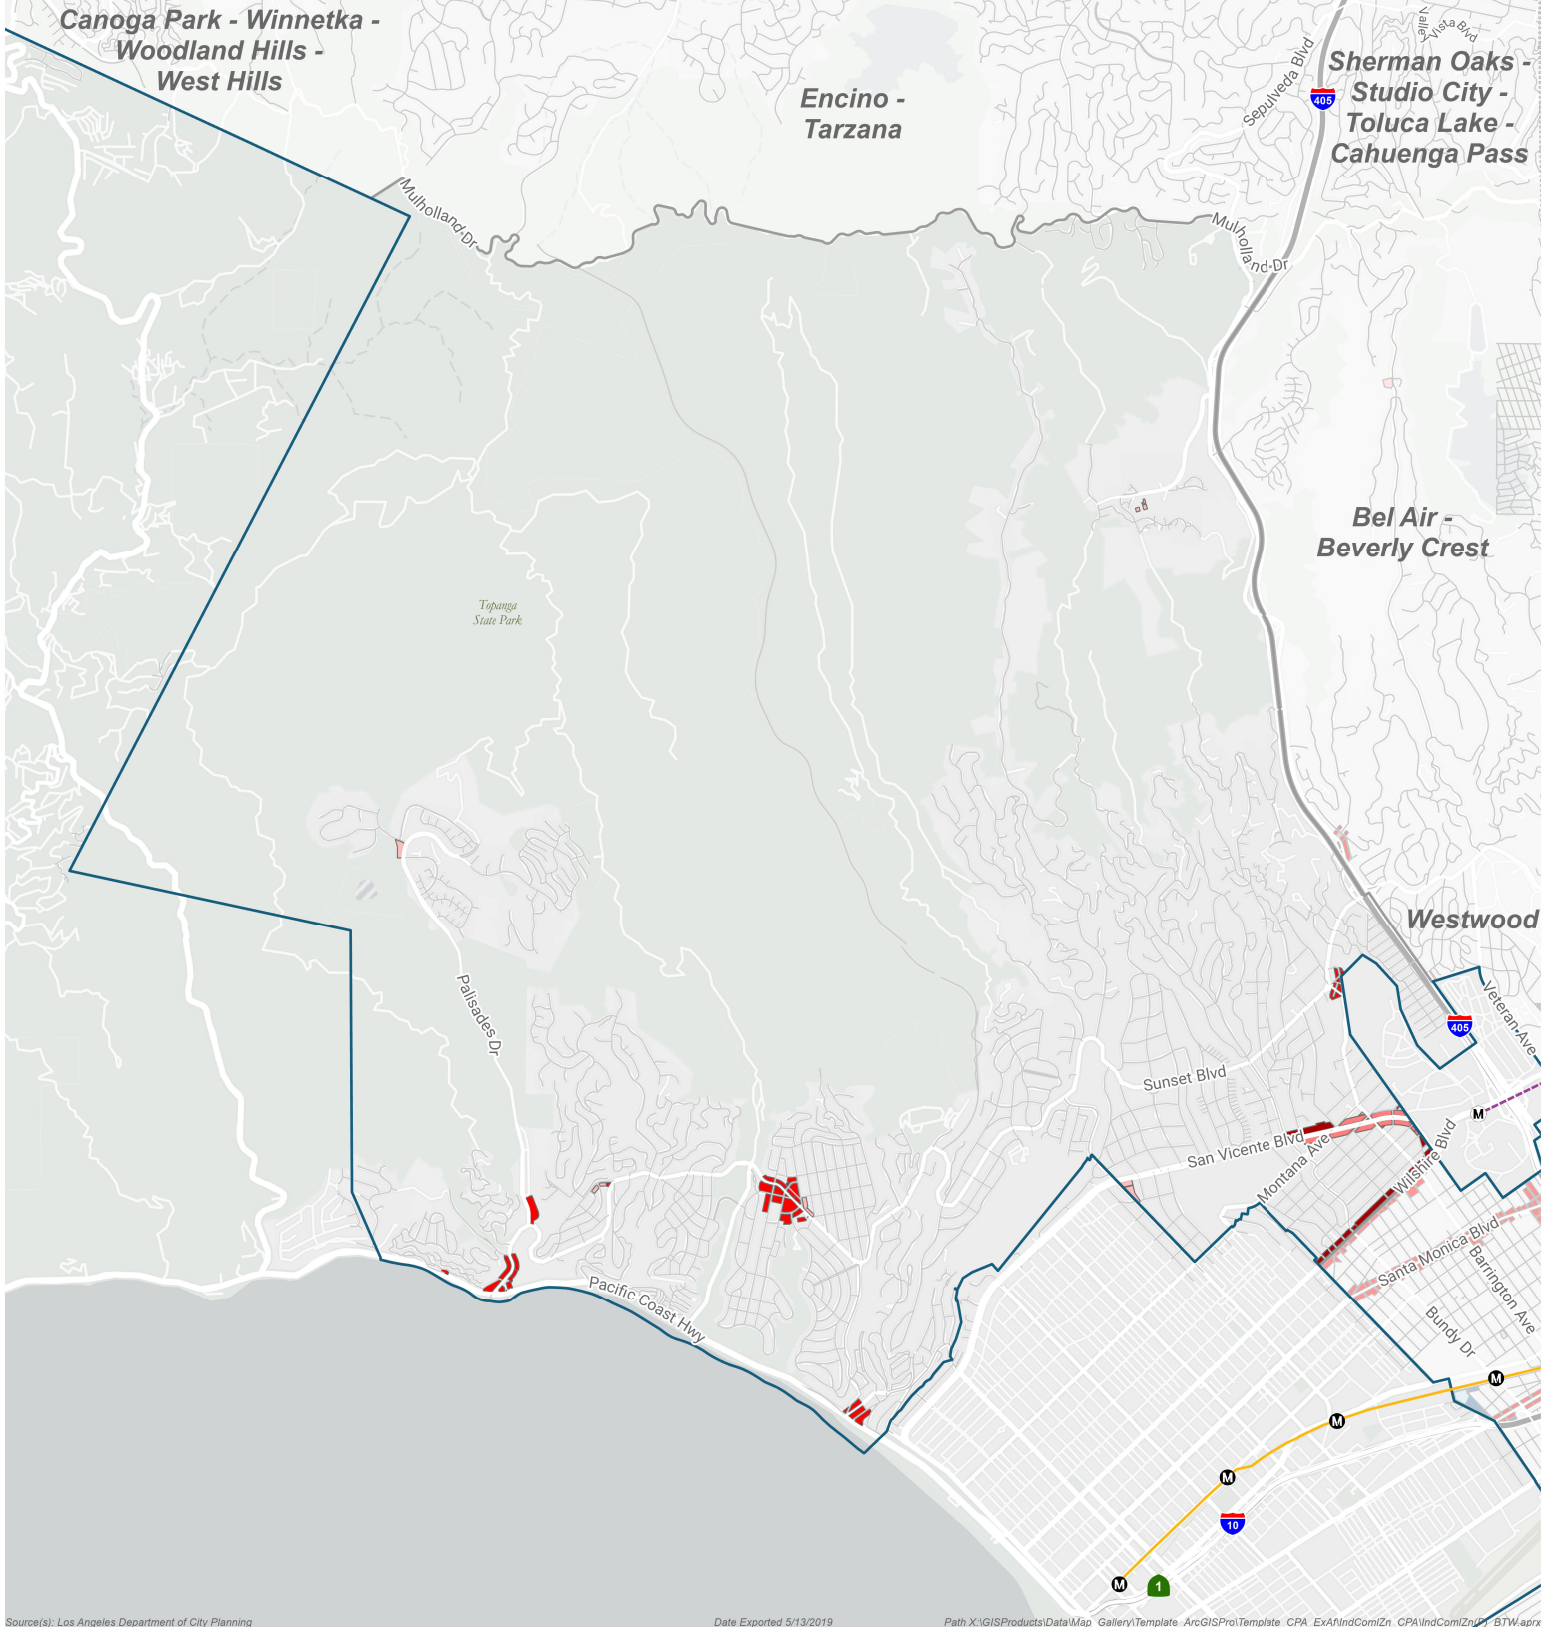 Canoga Park - Winnetka -
Woodland Hills -
West Hills
Encino -
Tarzana
Sherman Oaks -
Studio City -
Toluca Lake -
Cahuenga Pass
Valley Vista Blvd
Sepulveda Blvd
405
Mulholland Dr
Mulholland Dr
Bel Air -
Beverly Crest
Topanga
State Park
Westwood
Palisades Dr
Veteran Ave
405
Sunset Blvd
M
San Vicente Blvd
Montana Ave
Wilshire Blvd
Santa Monica Blvd
Barrington Ave
Bundy Dr
Pacific Coast Hwy
M
M
M
10
M
1
Source(s): Los Angeles Department of City Planning
Date Exported 5/13/2019